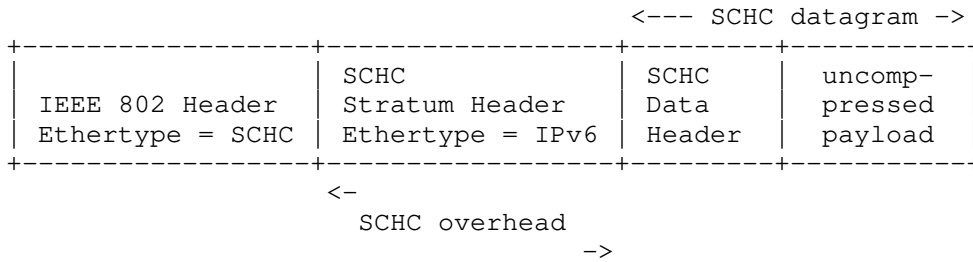 <--- SCHC datagram ->
+------------------+------------------+---------+------------
|                  | SCHC             | SCHC    |  uncomp-
| IEEE 802 Header  | Stratum Header   | Data    |  pressed
| Ethertype = SCHC | Ethertype = IPv6 | Header  |  payload
+------------------+------------------+---------+------------
                    <-
                      SCHC overhead
                                    ->